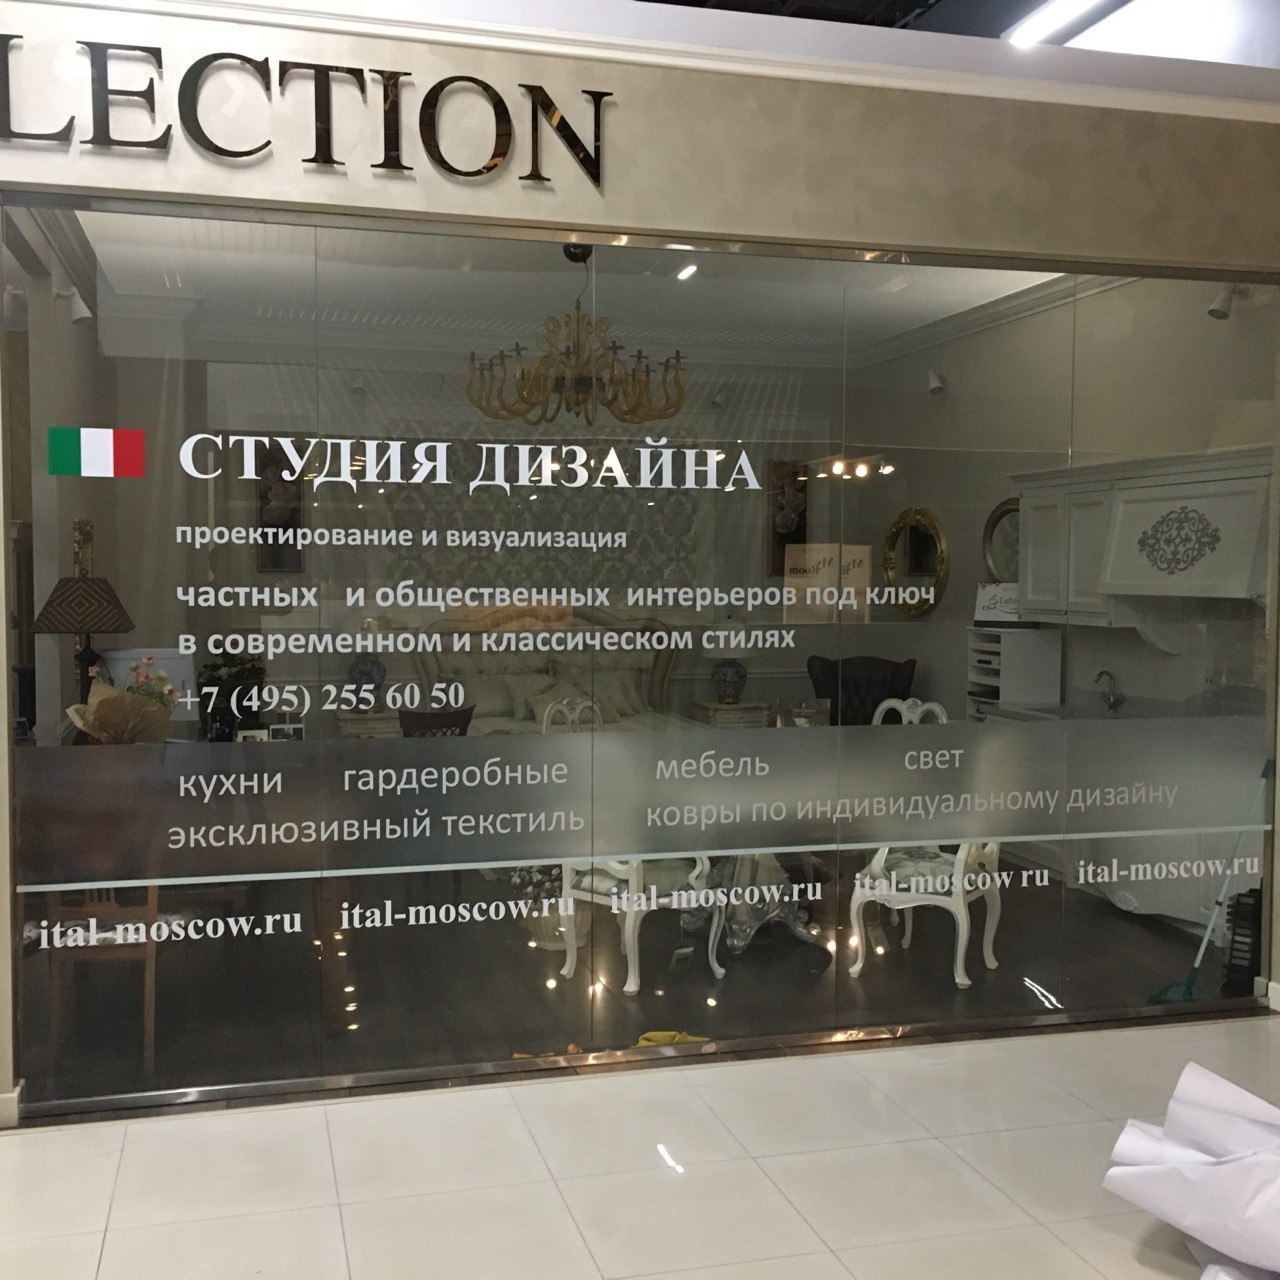 LECTION
СТУДИЯ ДИЗАЙНА
проектирование и визуализация
частных и общественных интерьеров под ключ
в современном и классическом стилях
+7 (495) 255 60 50
кухни гардеробные мебель свет
эксклюзивный текстиль ковры по индивидуальному дизайну
ital-moscow.ru ital-moscow.ru ital-moscow.ru ital-moscow ru ital-moscow.ru